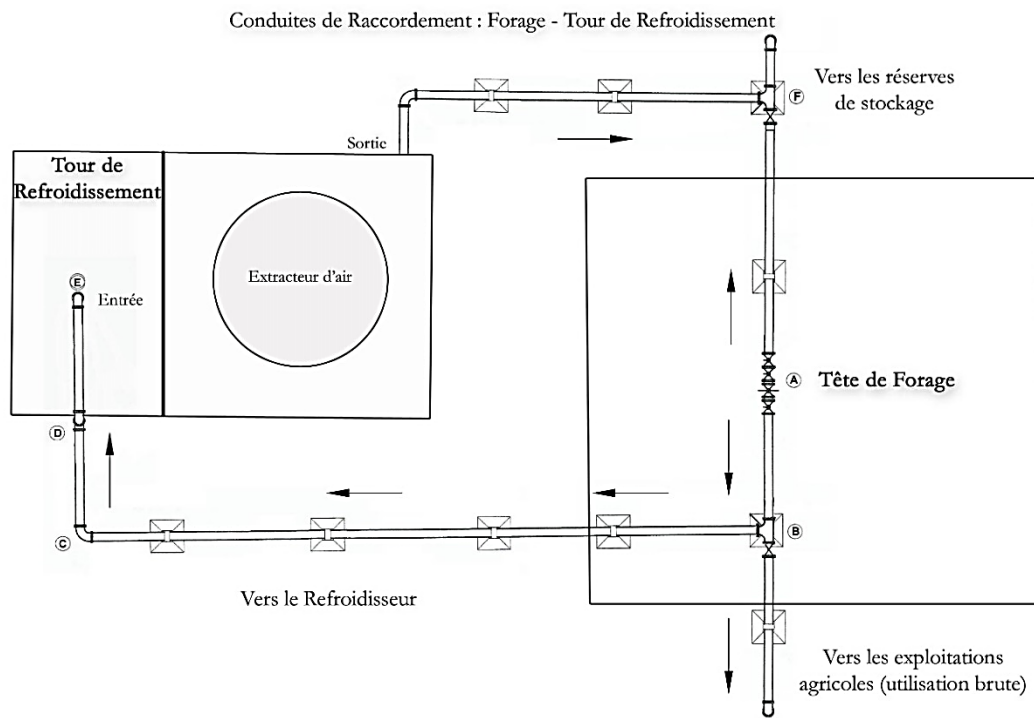 Conduites de Raccordement : Forage - Tour de Refroidissement
Vers les réserves
de stockage
F
Sortie
Tour de
Refroidissement
Extracteur d'air
E
Entrée
A
Tête de Forage
D
C
B
Vers le Refroidisseur
Vers les exploitations
agricoles (utilisation brute)